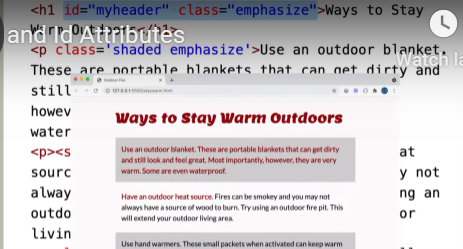 <h1 id="myheader" class="emphasize">Ways to Stay
Warm Outdoors</h1>
and Id Attributes
<p class='shaded emphasize'>Use an outdoor blanket.
Watch la
These are portable blankets that can get dirty and
still
howev
water
<p><s
sourc
alway
outdo
livin
at
y not
ng an
or
Outdoor Fire
127.0.0.1
Ways to Stay Warm Outdoors
Use an outdoor blanket. These are portable blankets that can get dirty
and still look and feel great. Most importantly, however, they are very
warm. Some are even waterproof.
Have an outdoor heat source. Fires can be smokey and you may not
always have a source of wood to burn. Try using an outdoor fire pit. This
will extend your outdoor living area.
Use hand warmers. These small packets when activated can keep warm